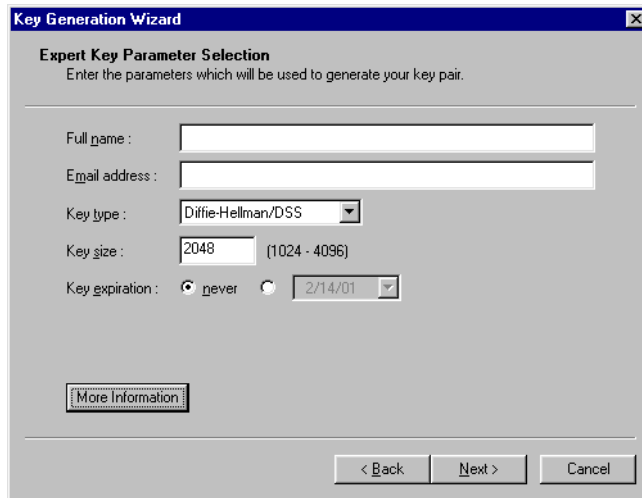 Key Generation Wizard
Expert Key Parameter Selection
Enter the parameters which will be used to generate your key pair.
Full name :
Email address :
Key type : Diffie-Hellman/DSS
Key size : 2048 (1024 - 4096)
Key expiration : never 2/14/01
More Information
< Back Next > Cancel